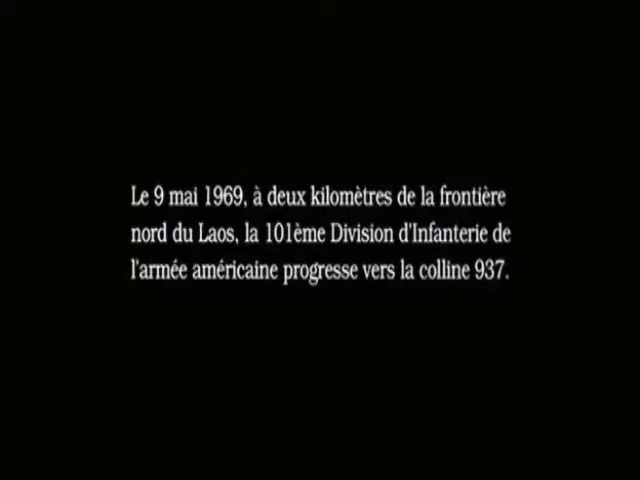 Le 9 mai 1969, à deux kilomètres de la frontière
nord du Laos, la 101ème Division d'Infanterie de
l'armée américaine progresse vers la colline 937.